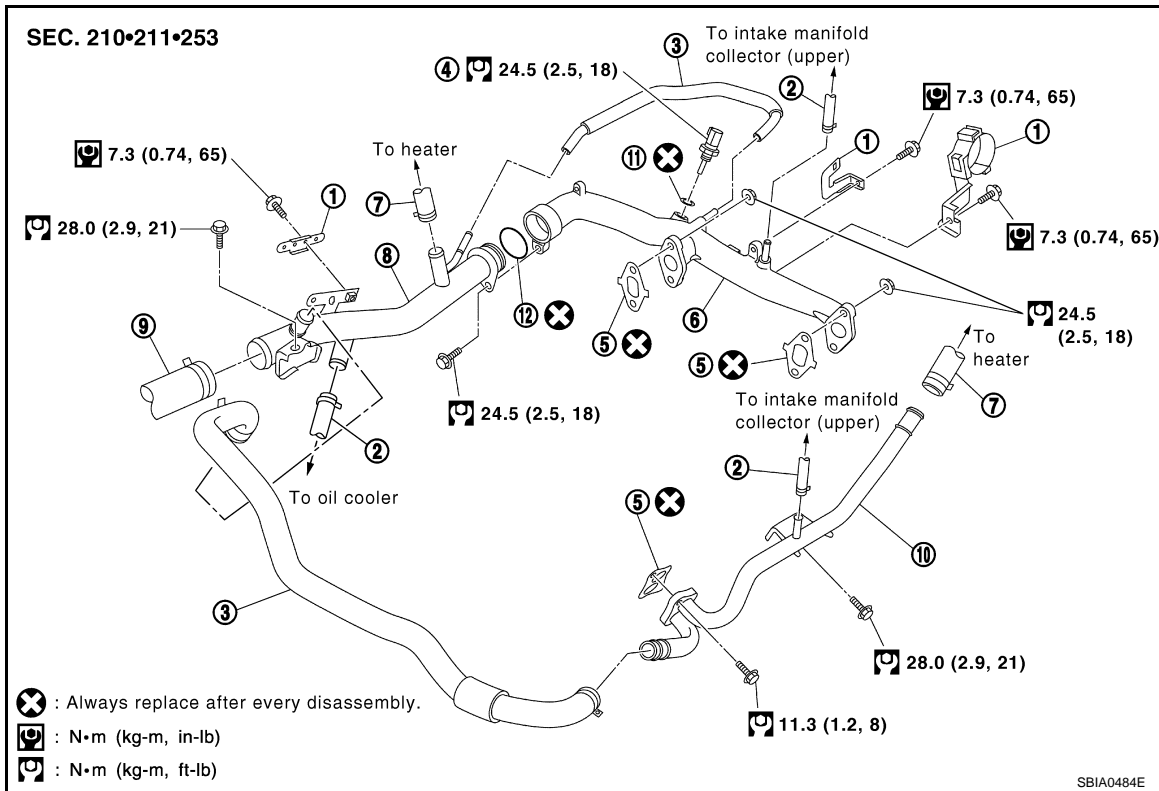 SEC. 210•211•253
To intake manifold
collector (upper)
③
④ 24.5 (2.5, 18)
②
7.3 (0.74, 65)
①
①
7.3 (0.74, 65)
To heater
⑪
①
⑦
28.0 (2.9, 21)
⑧
7.3 (0.74, 65)
⑫
⑥
24.5
(2.5, 18)
⑨
⑤
⑤
To
heater
24.5 (2.5, 18)
To intake manifold
collector (upper)
⑦
②
②
To oil cooler
⑤
⑩
③
28.0 (2.9, 21)
: Always replace after every disassembly.
11.3 (1.2, 8)
: N•m (kg-m, in-lb)
: N•m (kg-m, ft-lb)
SBIA0484E